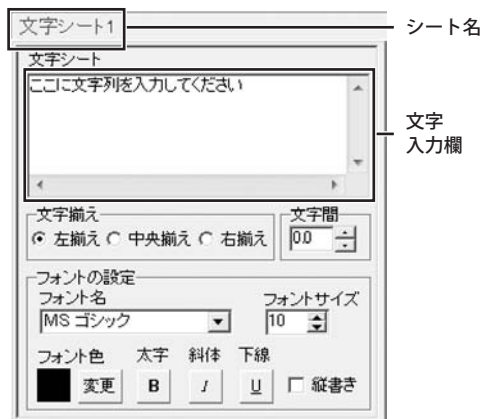 文字シート1
シート名
文字シート
ここに文字列を入力してください
文字
入力欄
文字揃え
文字間
左揃え 中央揃え 右揃え
0.0
フォントの設定
フォント名
フォントサイズ
MS ゴシック
10
フォント色 太字 斜体 下線
変更 B I U 縦書き